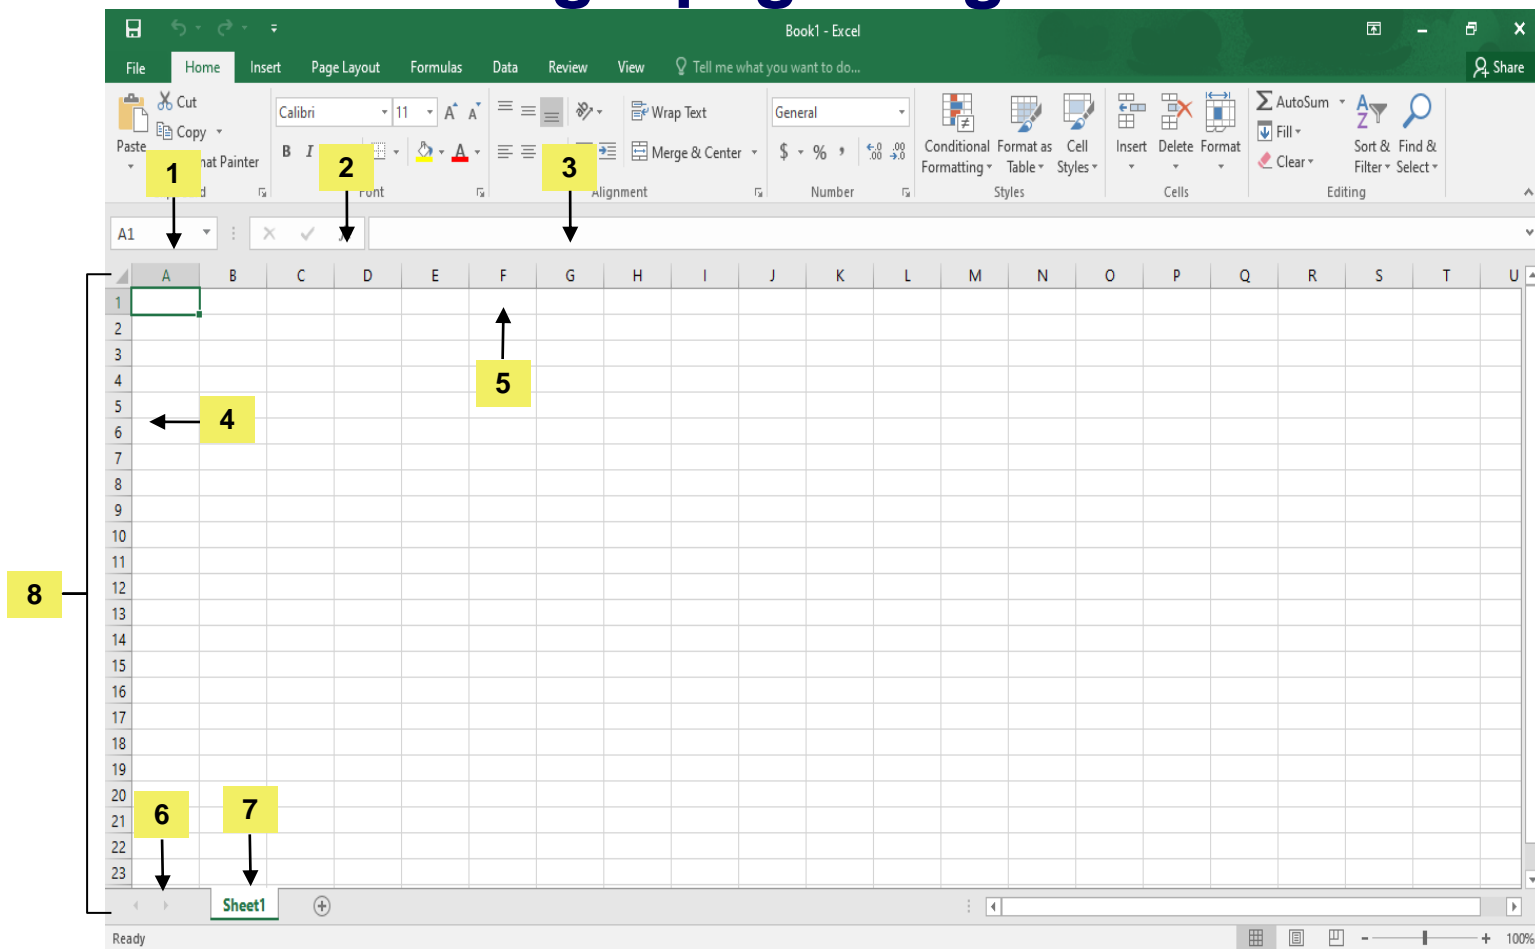 Book1 - Excel
File Home Insert Page Layout Formulas Data Review View Tell me what you want to do... Share
Cut
Copy
Paste
Painter
Calibri 11
B I
Font
Wrap Text
Merge & Center
Alignment
General
$ % ,
Number
Conditional Formatting
Format as Table
Cell Styles
Styles
Insert Delete Format
Cells
AutoSum
Fill
Clear
Sort & Filter
Find & Select
Editing
1 2 3
A1
A B C D E F G H I J K L M N O P Q R S T U
1
2
3
4
5
6
7
8
9
10
11
12
13
14
15
16
17
18
19
20
21
22
23
5
4
8
6
7
Sheet1
Ready
100%